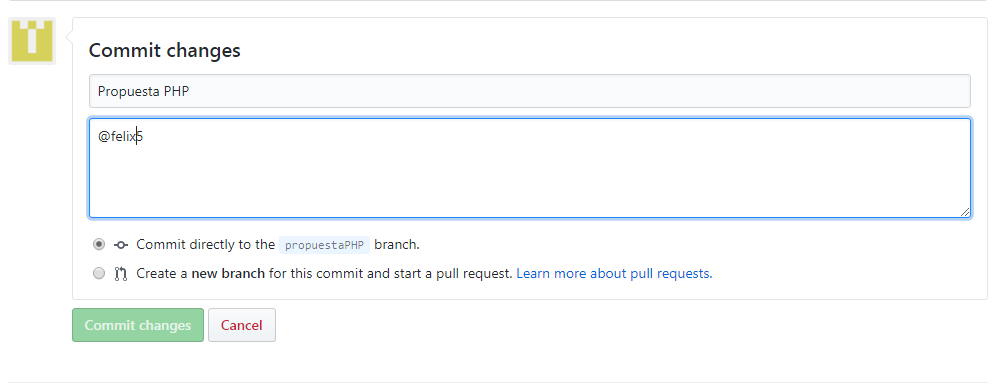 Commit changes
Propuesta PHP
@felix5
Commit directly to the propuestaPHP branch.
Create a new branch for this commit and start a pull request. Learn more about pull requests.
Commit changes Cancel